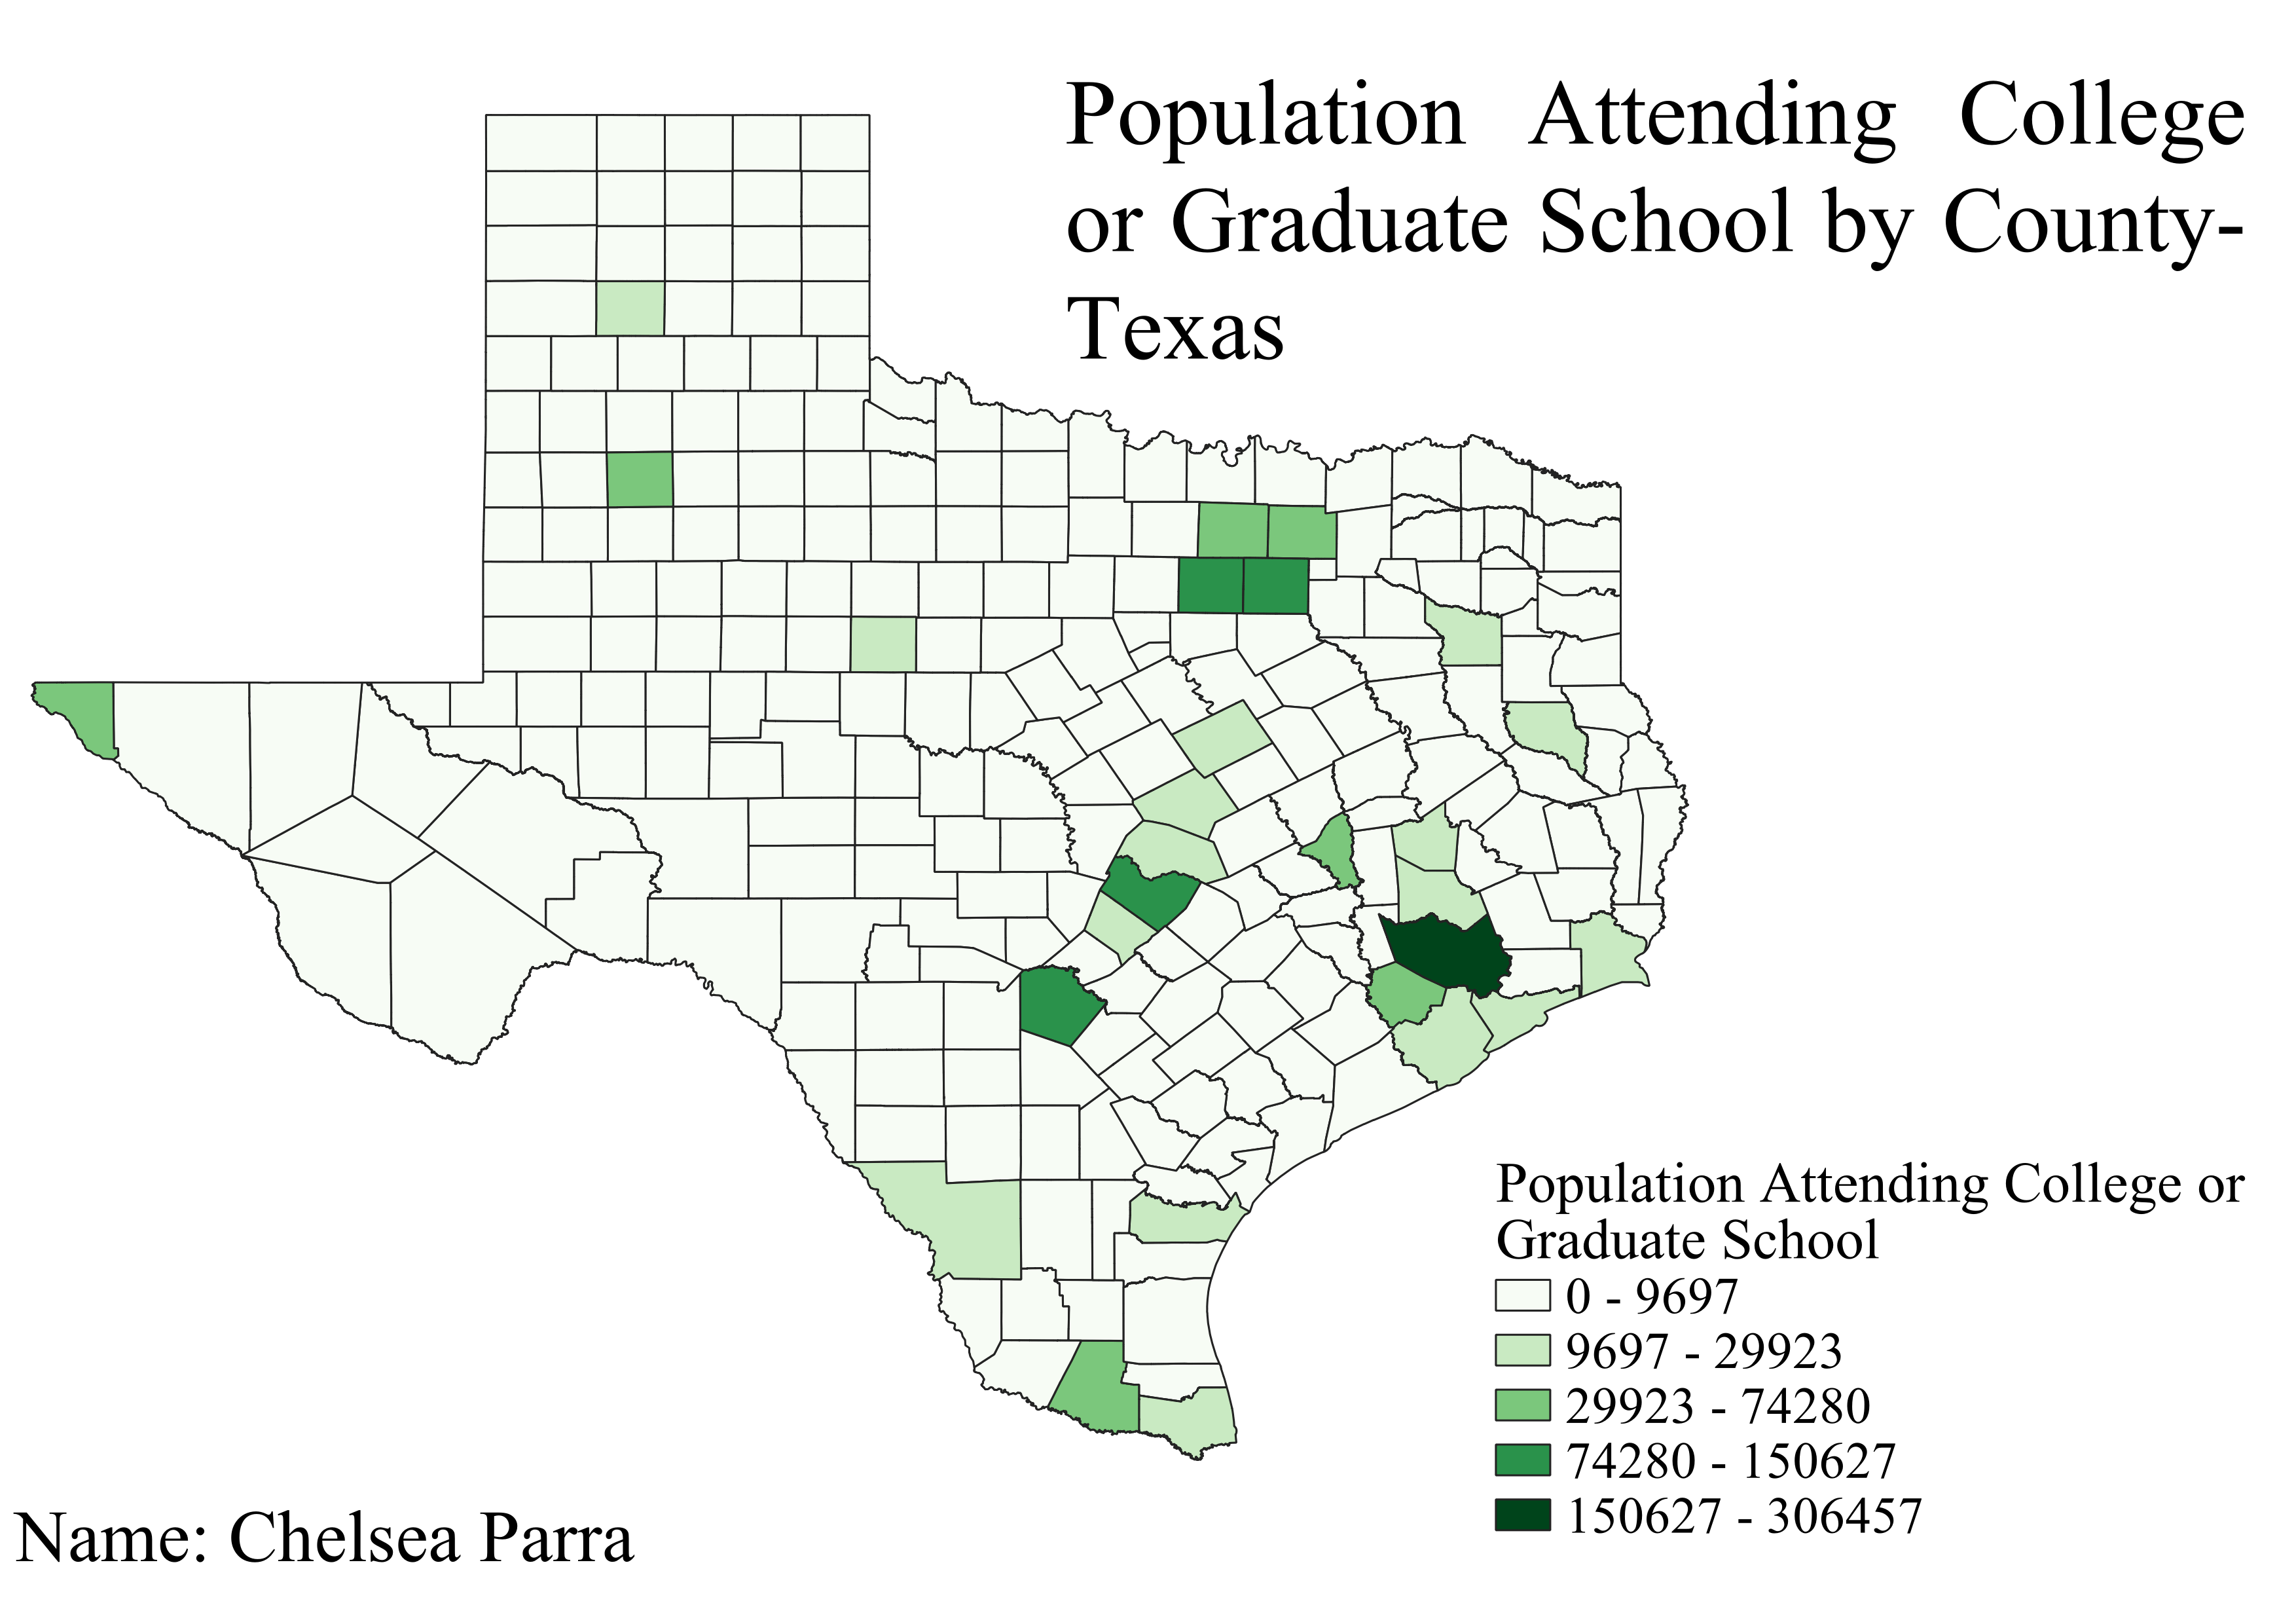 Population Attending College
or Graduate School by County-
Texas
Population Attending College or
Graduate School
0 - 9697
9697 - 29923
29923 - 74280
74280 - 150627
150627 - 306457
Name: Chelsea Parra